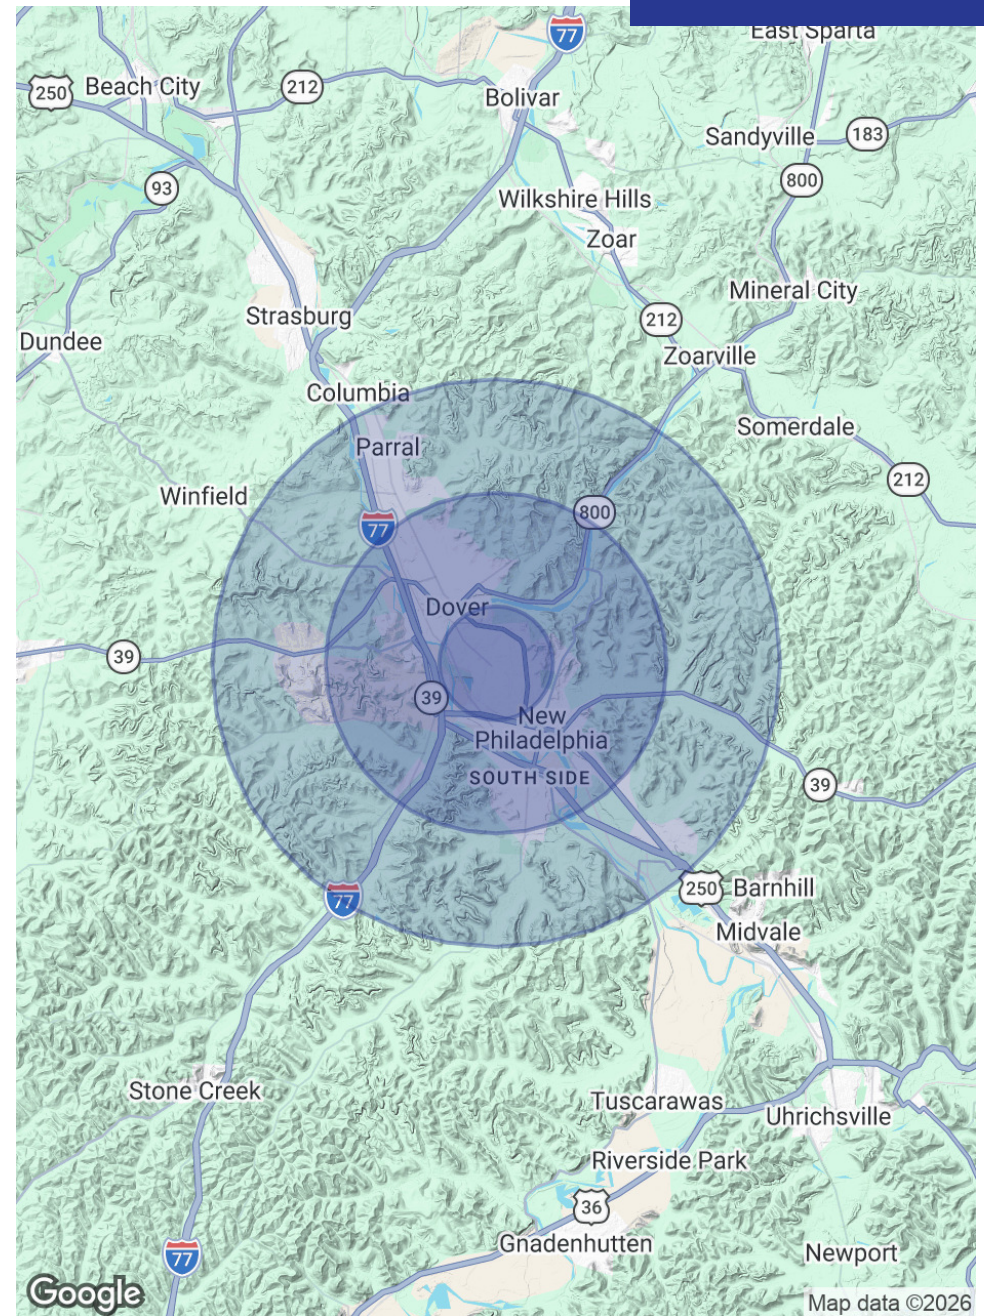 77
East Sparta
Beach City
212
250
Bolivar
Sandyville
183
800
93
Wilkshire Hills
Zoar
Mineral City
Strasburg
212
Dundee
Zoarville
Columbia
Somerdale
Parral
212
Winfield
800
77
Dover
39
39
New
Philadelphia
SOUTH SIDE
39
250
Barnhill
77
Midvale
Stone Creek
Tuscarawas
Uhrichsville
Riverside Park
36
Gnadenhutten
Newport
77
Google
Map data ©2026